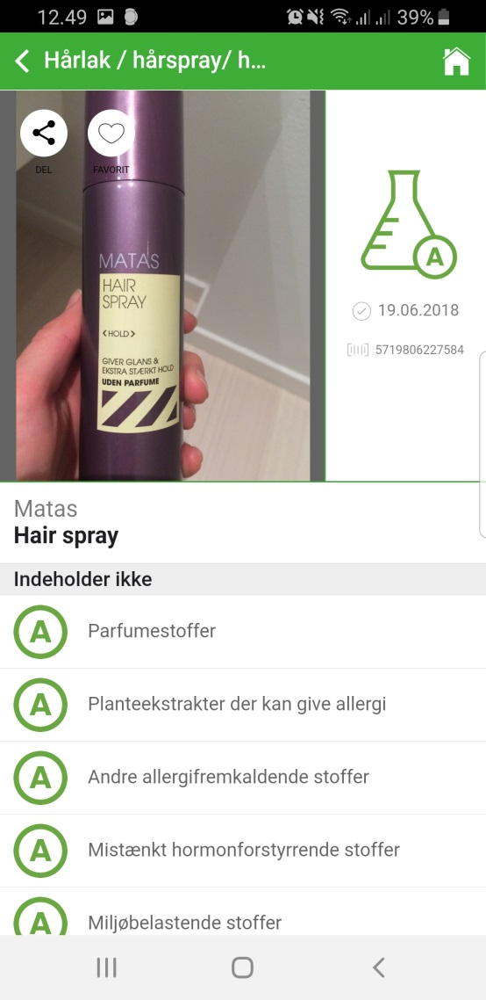 12.49
39%
Hårlak / hårspray/ h...
DEL
FAVORIT
MATAS
HAIR
SPRAY
<HOLD>
GIVER GLANS &
EKSTRA STÆRKT HOLD
UDEN PARFUME
A
19.06.2018
5719806227584
Matas
Hair spray
Indeholder ikke
A Parfumestoffer
A Planteekstrakter der kan give allergi
A Andre allergifremkaldende stoffer
A Mistænkt hormonforstyrrende stoffer
A Miljøbelastende stoffer